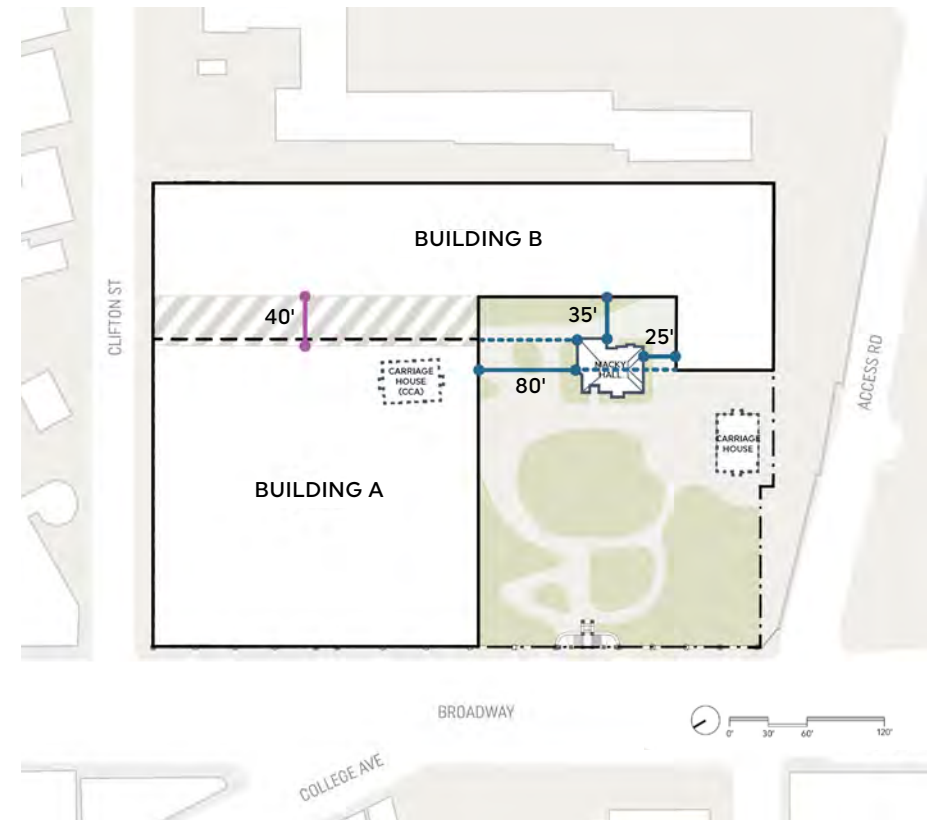 BUILDING B
CLIFTON ST
40'
35'
25'
MACKY
HALL
CARRIAGE
HOUSE
(CCA)
80'
ACCESS RD
CARRIAGE
HOUSE
BUILDING A
BROADWAY
0'
30'
60'
120'
COLLEGE AVE